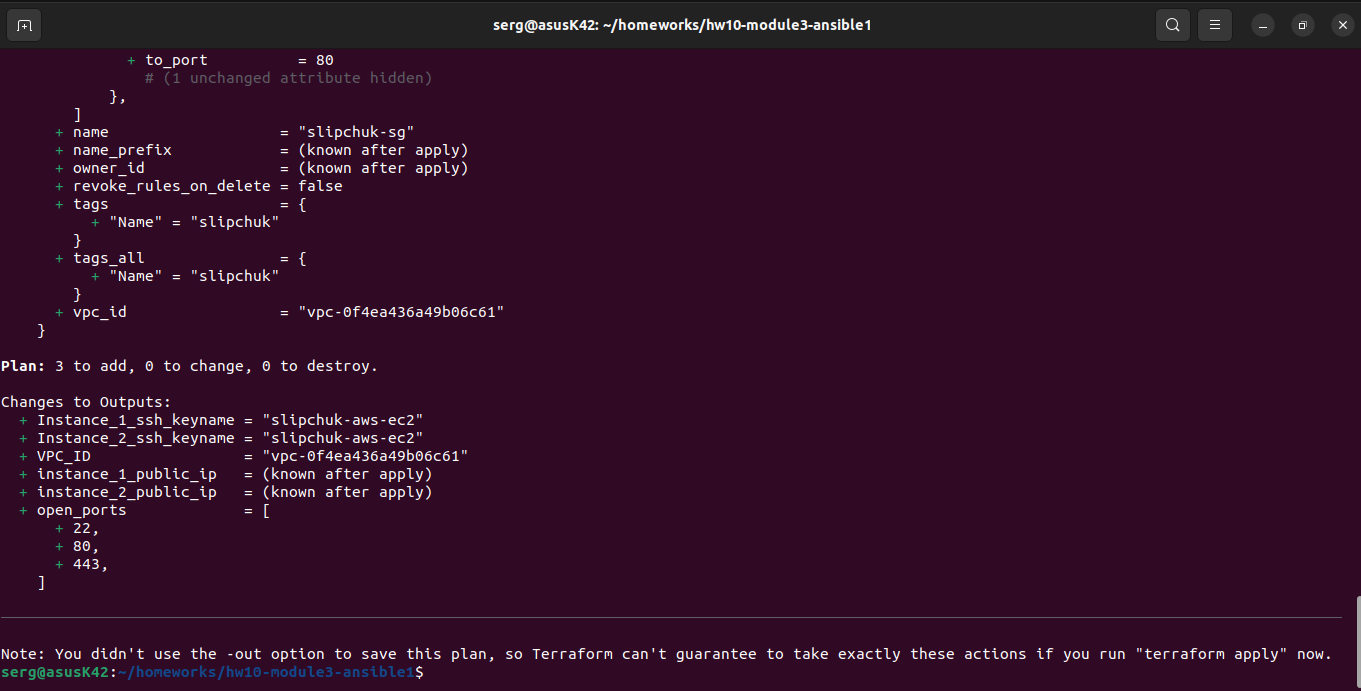 serg@asusK42: ~/homeworks/hw10-module3-ansible1
              + to_port          = 80
                # (1 unchanged attribute hidden)
            },
        ]
      + name                   = "slipchuk-sg"
      + name_prefix            = (known after apply)
      + owner_id               = (known after apply)
      + revoke_rules_on_delete = false
      + tags                   = {
          + "Name" = "slipchuk"
        }
      + tags_all               = {
          + "Name" = "slipchuk"
        }
      + vpc_id                 = "vpc-0f4ea436a49b06c61"
    }
Plan: 3 to add, 0 to change, 0 to destroy.
Changes to Outputs:
  + Instance_1_ssh_keyname = "slipchuk-aws-ec2"
  + Instance_2_ssh_keyname = "slipchuk-aws-ec2"
  + VPC_ID                 = "vpc-0f4ea436a49b06c61"
  + instance_1_public_ip   = (known after apply)
  + instance_2_public_ip   = (known after apply)
  + open_ports             = [
      + 22,
      + 80,
      + 443,
    ]
Note: You didn't use the -out option to save this plan, so Terraform can't guarantee to take exactly these actions if you run "terraform apply" now.
serg@asusK42:~/homeworks/hw10-module3-ansible1$